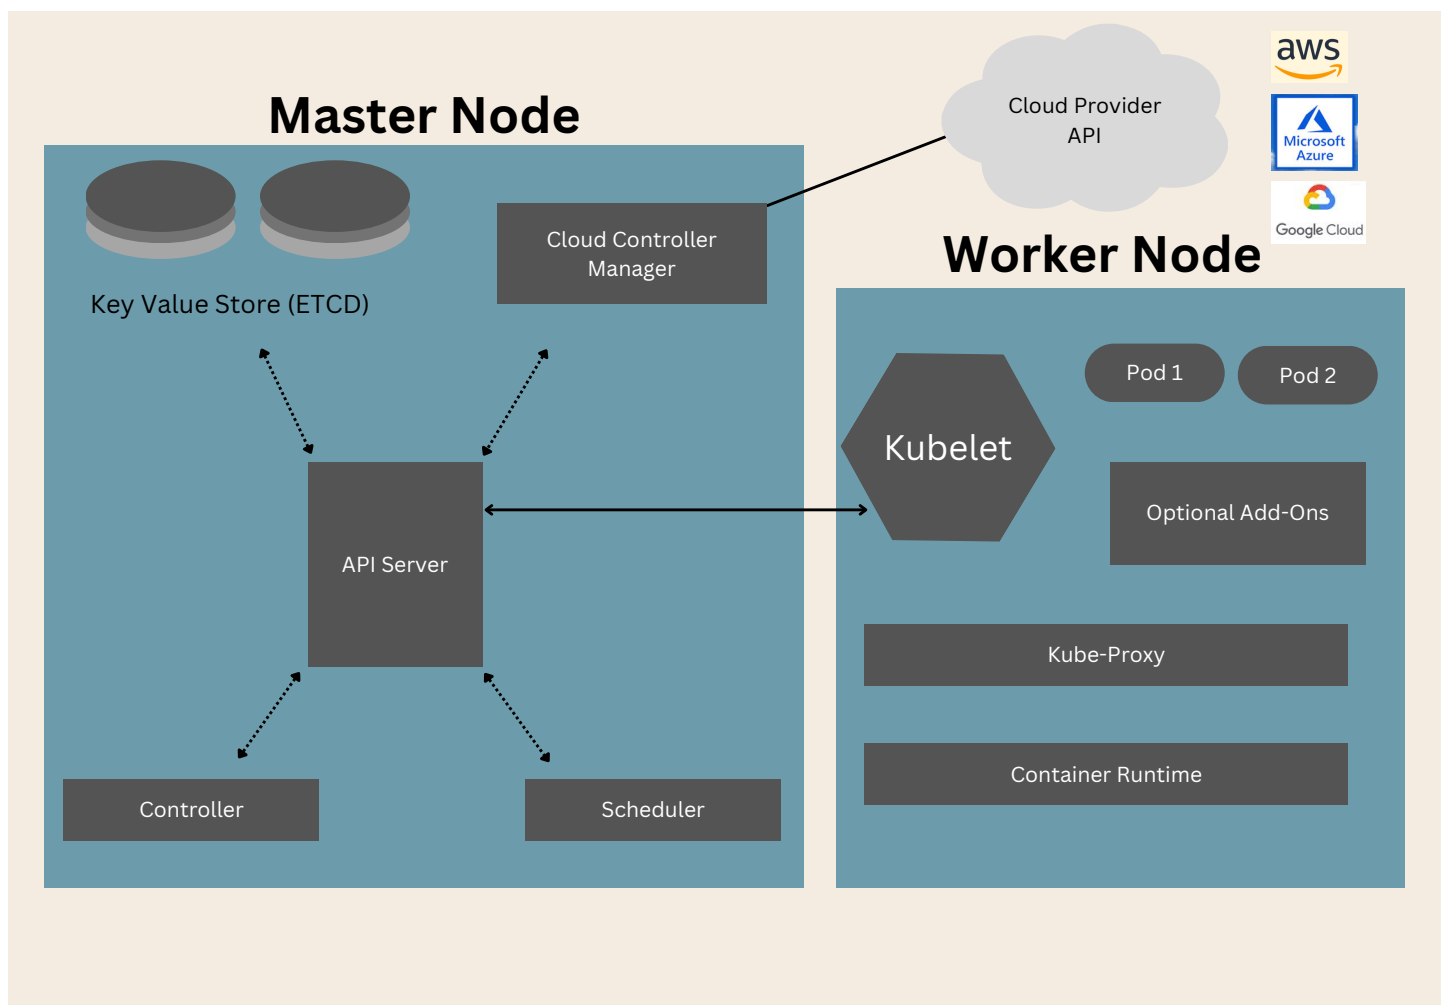 Master Node
Key Value Store (ETCD)
Cloud Controller
Manager
API Server
Controller
Scheduler
Cloud Provider
API
aws
Microsoft
Azure
Google Cloud
Worker Node
Kubelet
Pod 1
Pod 2
Optional Add-Ons
Kube-Proxy
Container Runtime